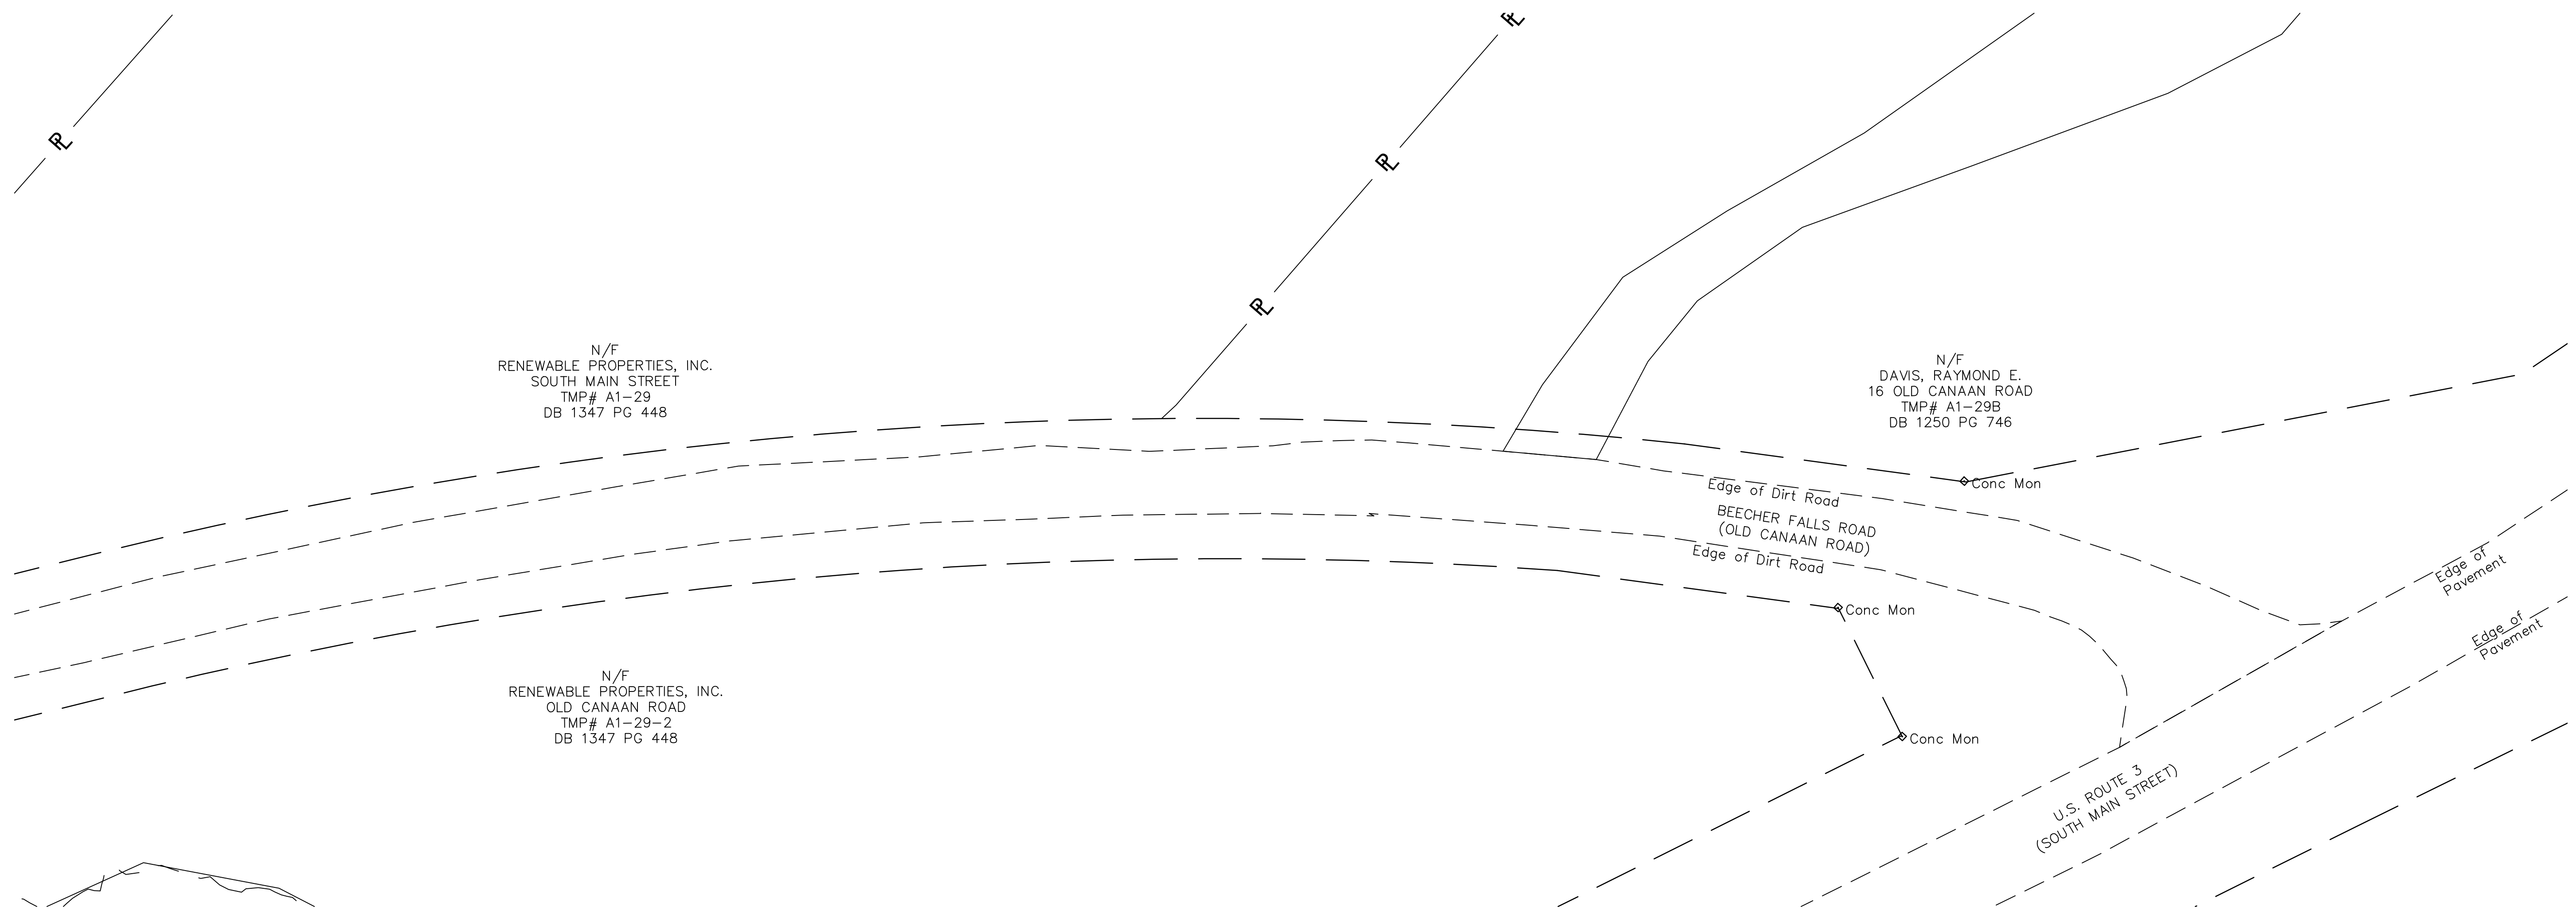 PL
PL
PL
PL
N/F
RENEWABLE PROPERTIES, INC.
SOUTH MAIN STREET
TMP# A1-29
DB 1347 PG 448
N/F
DAVIS, RAYMOND E.
16 OLD CANAAN ROAD
TMP# A1-29B
DB 1250 PG 746
Conc Mon
Edge of Dirt Road
BEECHER FALLS ROAD
(OLD CANAAN ROAD)
Edge of Dirt Road
Edge of
Pavement
Conc Mon
Edge of
Pavement
N/F
RENEWABLE PROPERTIES, INC.
OLD CANAAN ROAD
TMP# A1-29-2
DB 1347 PG 448
Conc Mon
U.S. ROUTE 3
(SOUTH MAIN STREET)